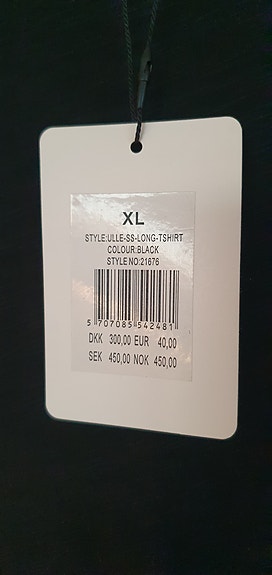 XL
STYLE:ULLE-SS-LONG-TSHIRT
COLOUR:BLACK
STYLE NO:21676
5 707085 542481
DKK 300,00 EUR 40,00
SEK 450,00 NOK 450,00